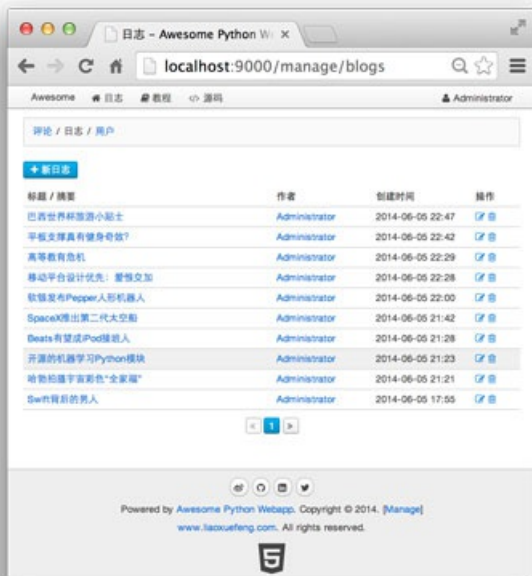 日志 - Awesome Python W
localhost:9000/manage/blogs
Awesome 日志 教程 源码 Administrator
评论 / 日志 / 用户
+ 新日志
标题 / 摘要 作者 创建时间 操作
巴西世界杯旅游小贴士 Administrator 2014-06-05 22:47
平板支撑真有健身奇效? Administrator 2014-06-05 22:42
高等教育危机 Administrator 2014-06-05 22:29
移动平台设计优先: 爱恨交加 Administrator 2014-06-05 22:28
软银发布Pepper人形机器人 Administrator 2014-06-05 22:00
SpaceX推出第二代太空船 Administrator 2014-06-05 21:42
Beats有望成iPod接班人 Administrator 2014-06-05 21:28
开源的机器学习Python模块 Administrator 2014-06-05 21:23
哈勃拍摄宇宙彩色"全家福" Administrator 2014-06-05 21:21
Swift背后的男人 Administrator 2014-06-05 17:55
« 1 »
Powered by Awesome Python Webapp. Copyright © 2014. [Manage]
www.liaoxuefeng.com. All rights reserved.
5